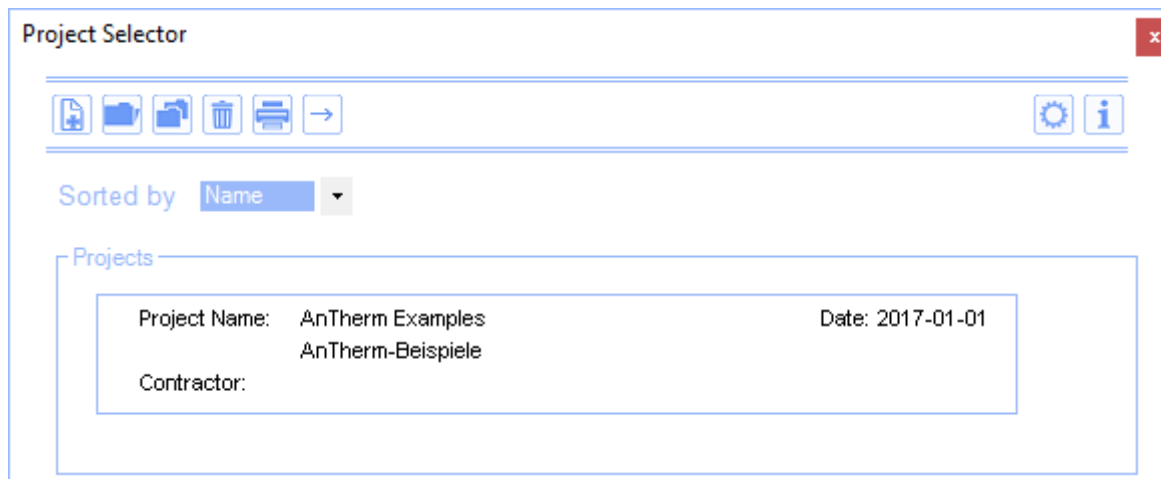 Project Selector
x
Sorted by Name
Projects
Project Name: AnTherm Examples Date: 2017-01-01
AnTherm-Beispiele
Contractor: